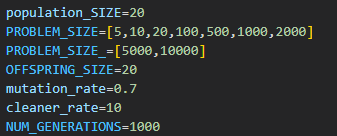 population_SIZE=20
PROBLEM_SIZE=[5,10,20,100,500,1000,2000]
PROBLEM_SIZE_=[5000,10000]
OFFSPRING_SIZE=20
mutation_rate=0.7
cleaner_rate=10
NUM_GENERATIONS=1000